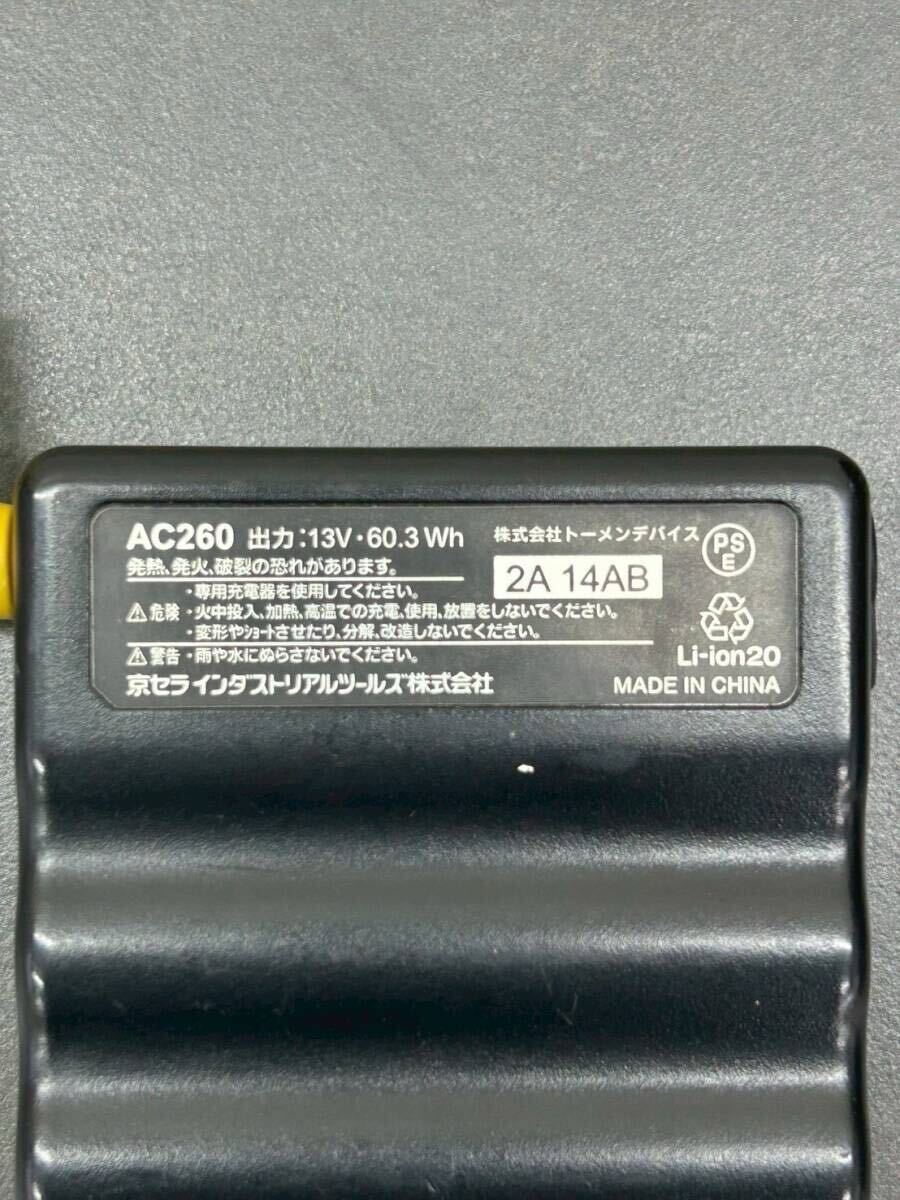 AC260 出力:13V・60.3Wh
株式会社トーメンデバイス
PSE
発熱、発火、破裂の恐れがあります。
2A 14AB
・専用充電器を使用してください。
⚠危険 ・火中投入、加熱、高温での充電、使用、放置をしないでください。
・変形やショートさせたり、分解、改造しないでください。
⚠警告 ・雨や水にぬらさないでください。
Li-ion20
京セラ インダストリアルツールズ株式会社
MADE IN CHINA